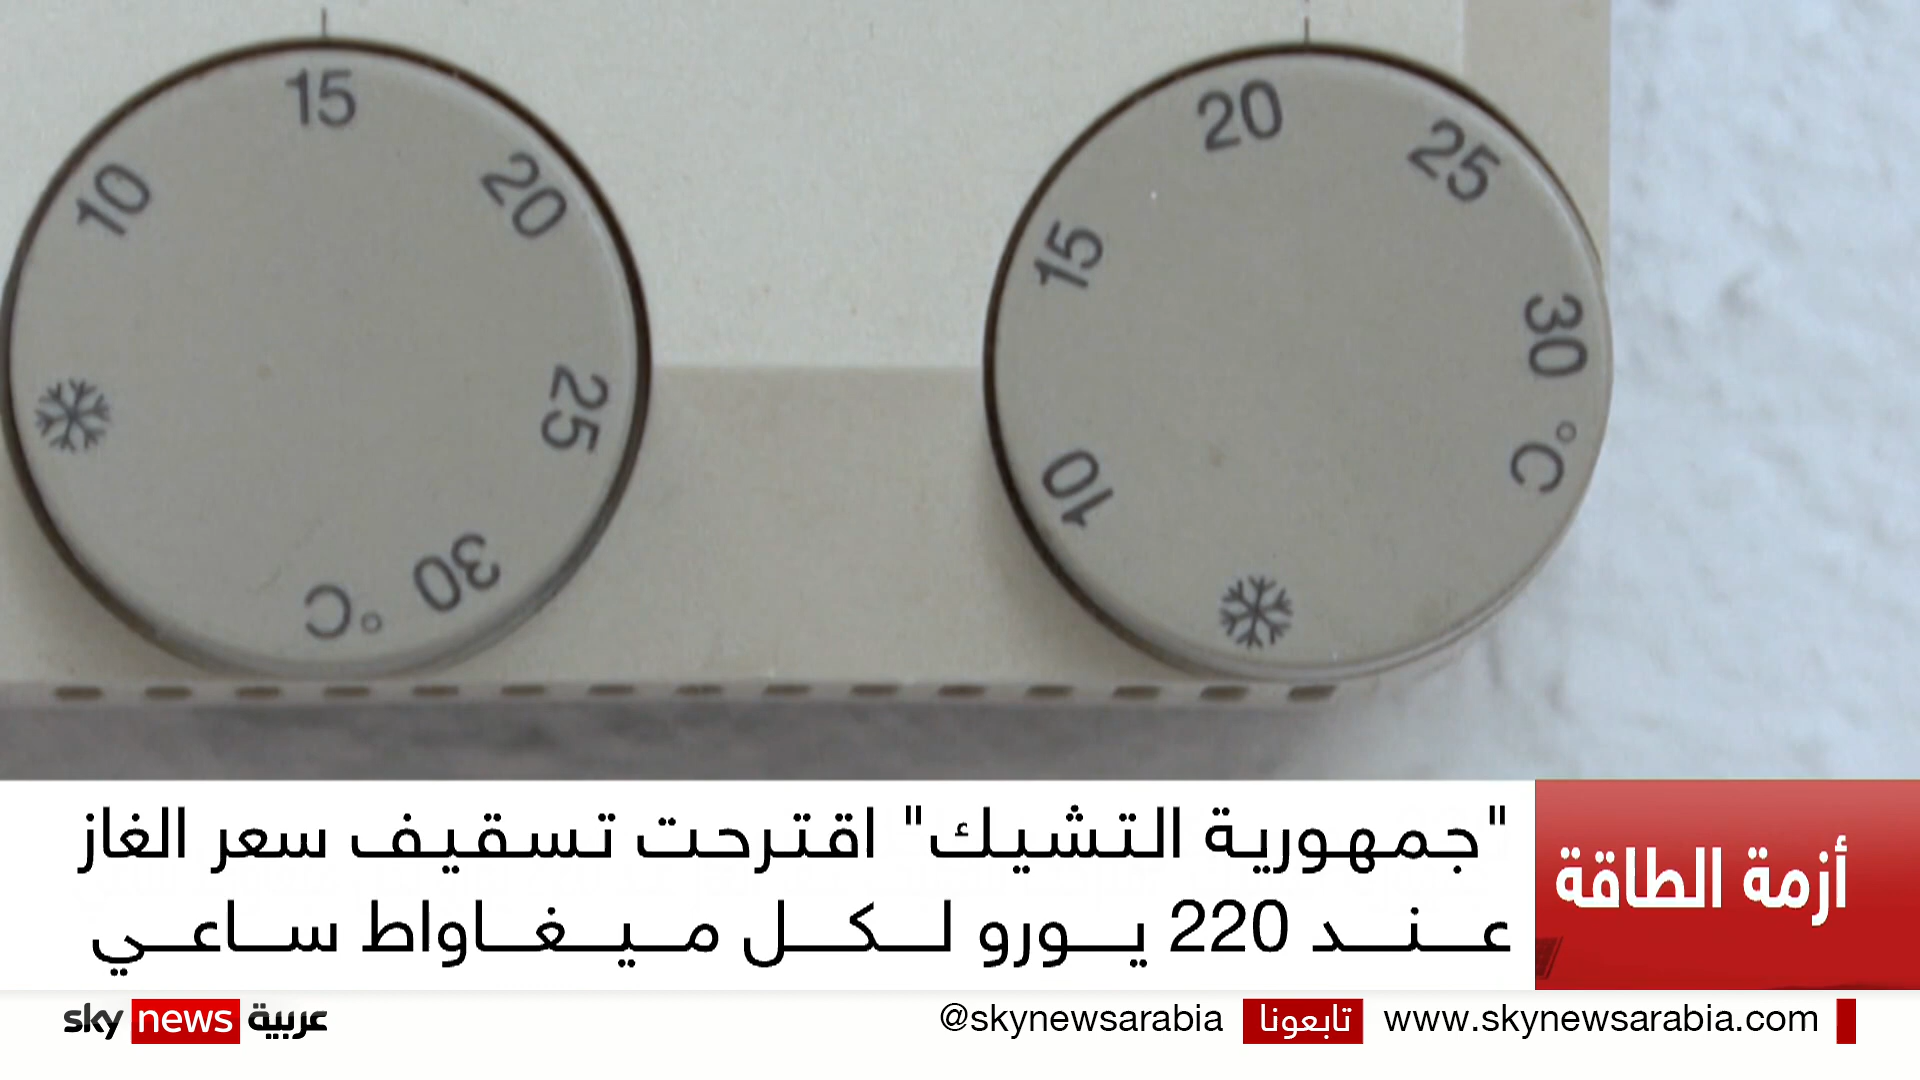 15
10
20
25
30
°C
20
25
15
30
°C
10
أزمة الطاقة
"جمهورية التشيك" اقترحت تسقيف سعر الغاز
عند 220 يورو لكل ميغاواط ساعي
sky news عربية
@skynewsarabia تابعونا www.skynewsarabia.com